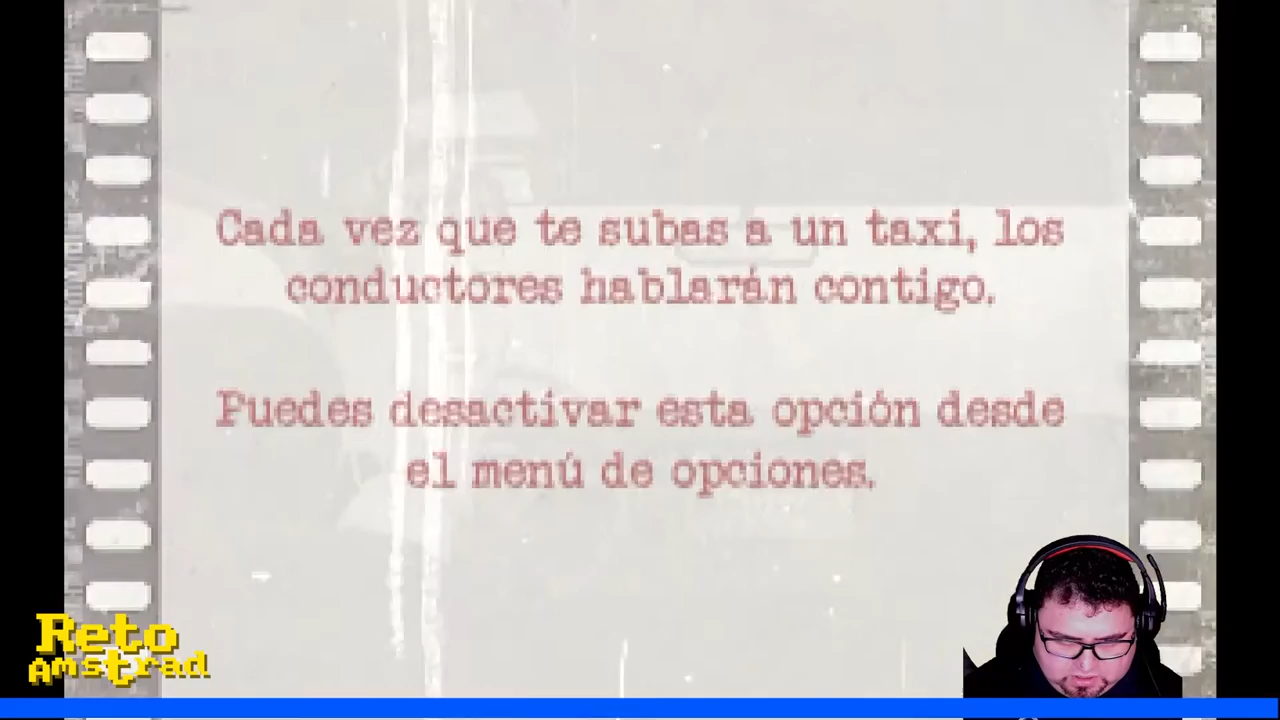 Cada vez que te subas a un taxi, los
conductores hablarán contigo.
Puedes desactivar esta opción desde
el menú de opciones.
Reto
Amstrad